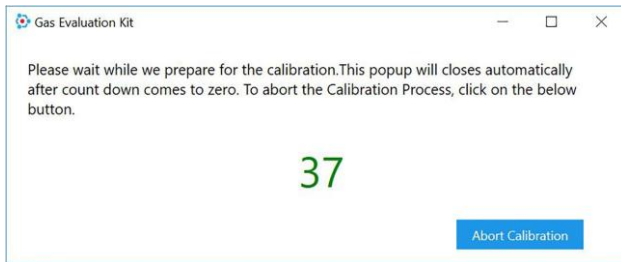 Gas Evaluation Kit
Please wait while we prepare for the calibration.This popup will closes automatically
after count down comes to zero. To abort the Calibration Process, click on the below
button.
37
Abort Calibration